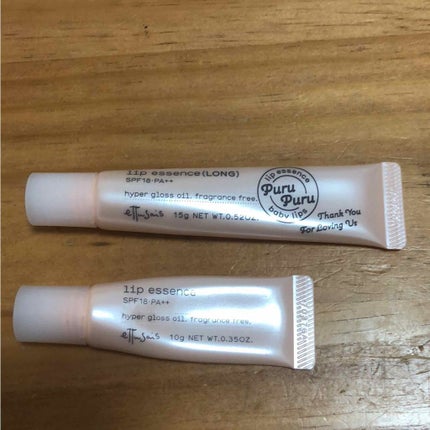 lip essence(LONG)
SPF18·PA++
hyper gloss oil. fragrance free.
ettusais
15g NET WT.0.52OZ.
lip essence
Puru
Puru
baby lips
Thank You
For Loving Us
lip essence
SPF18·PA++
hyper gloss oil. fragrance free.
ettusais 10g NET WT.0.35OZ.